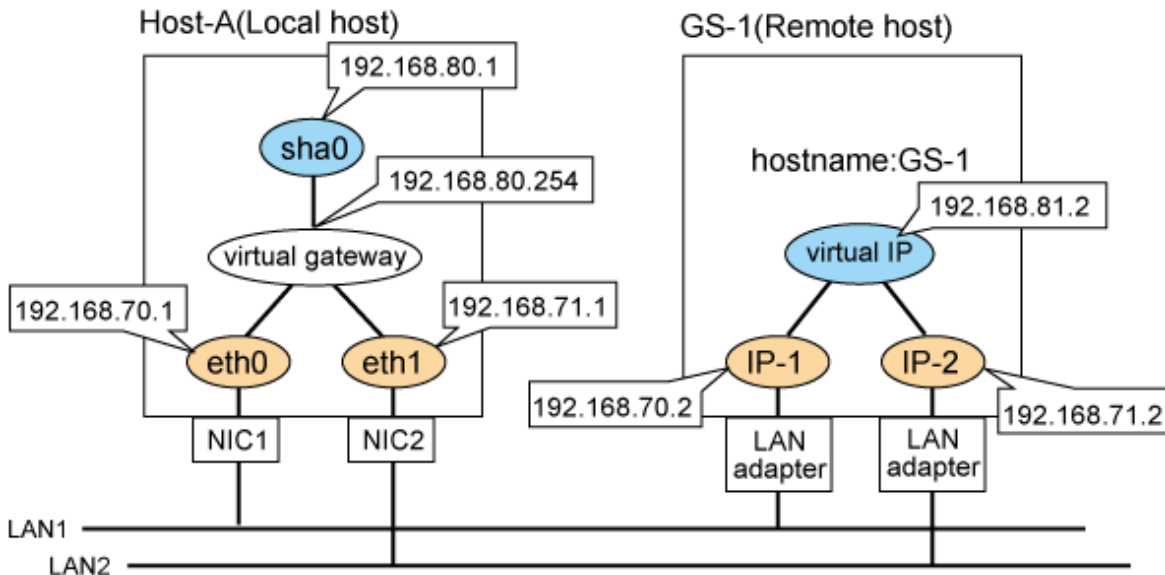 Host-A(Local host)
GS-1(Remote host)
192.168.80.1
sha0
192.168.80.254
hostname:GS-1
192.168.81.2
virtual gateway
virtual IP
192.168.70.1
192.168.71.1
eth0
eth1
IP-1
IP-2
192.168.70.2
192.168.71.2
NIC1
NIC2
LAN
adapter
LAN
adapter
LAN1
LAN2